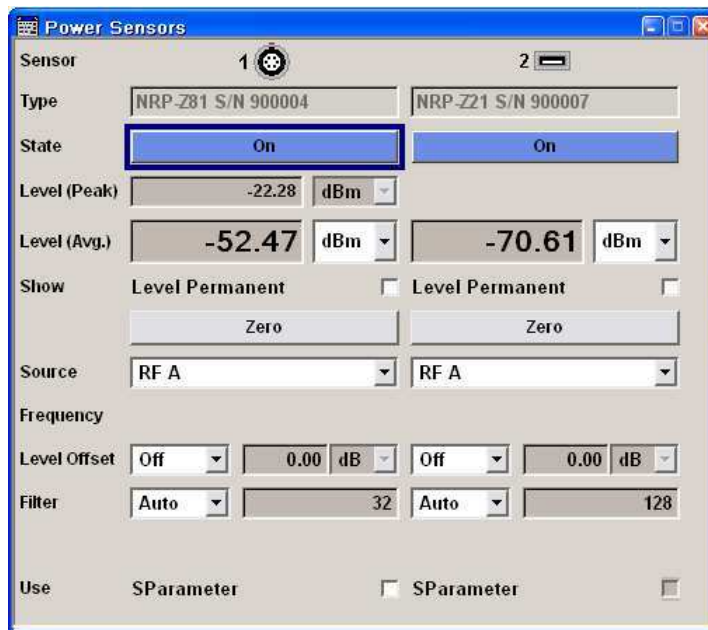 Power Sensors
Sensor 1 2
Type NRP-Z81 S/N 900004 NRP-Z21 S/N 900007
State On On
Level (Peak) -22.28 dBm
Level (Avg.) -52.47 dBm -70.61 dBm
Show Level Permanent Level Permanent
Zero Zero
Source RF A RF A
Frequency
Level Offset Off 0.00 dB Off 0.00 dB
Filter Auto 32 Auto 128
Use SParameter SParameter